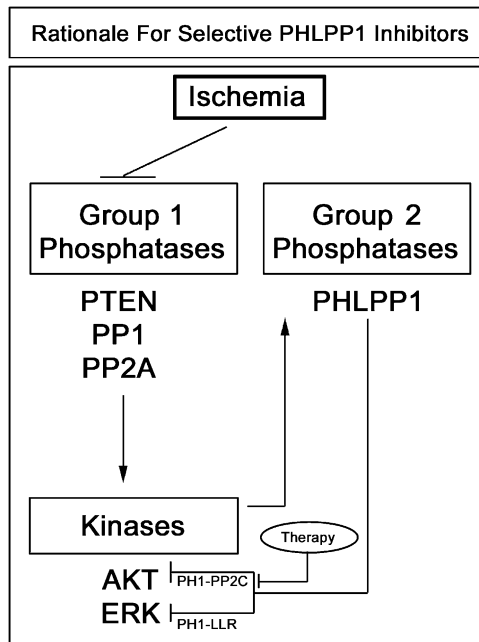 Rationale For Selective PHLPP1 Inhibitors
Ischemia
Group 1
Phosphatases
PTEN
PP1
PP2A
Group 2
Phosphatases
PHLPP1
Kinases
Therapy
AKT
PH1-PP2C
ERK
PH1-LLR